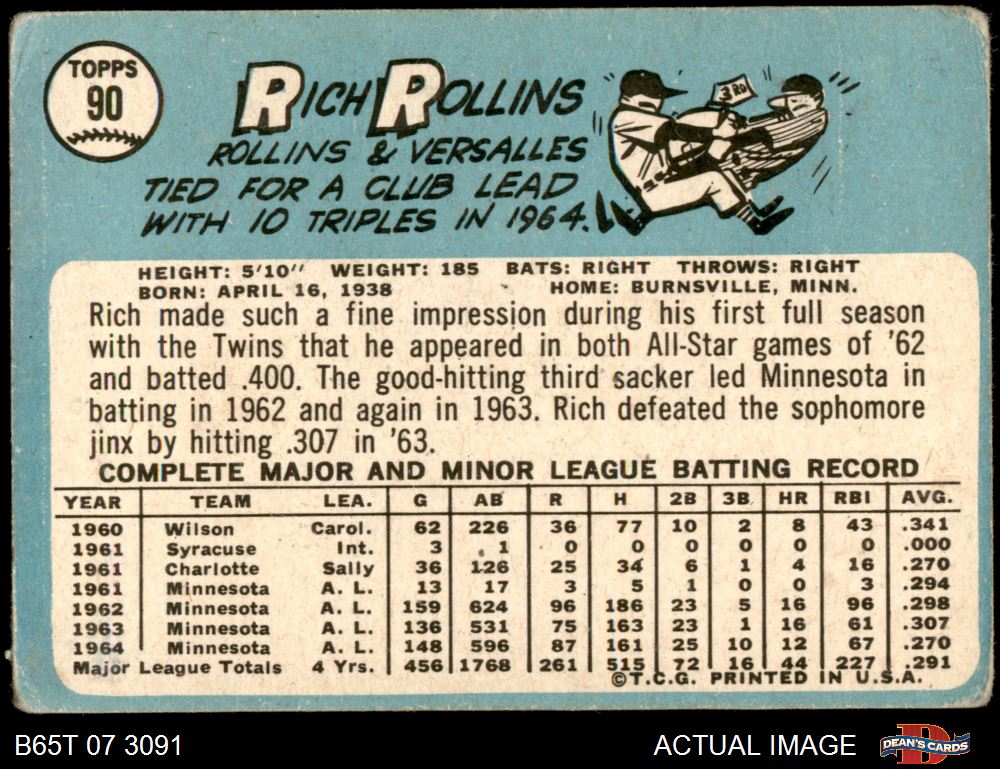 TOPPS
90
RICH ROLLINS
3RD
ROLLINS & VERSALLES
TIED FOR A CLUB LEAD
WITH 10 TRIPLES IN 1964.
HEIGHT: 5'10" WEIGHT: 185 BATS: RIGHT THROWS: RIGHT
BORN: APRIL 16, 1938 HOME: BURNSVILLE, MINN.
Rich made such a fine impression during his first full season
with the Twins that he appeared in both All-Star games of '62
and batted .400. The good-hitting third sacker led Minnesota in
batting in 1962 and again in 1963. Rich defeated the sophomore
jinx by hitting .307 in '63.
COMPLETE MAJOR AND MINOR LEAGUE BATTING RECORD
YEAR TEAM LEA. G AB R H 2B 3B HR RBI AVG.
1960 Wilson Carol. 62 226 36 77 10 2 8 43 .341
1961 Syracuse Int. 3 1 0 0 0 0 0 0 .000
1961 Charlotte Sally 36 126 25 34 6 1 4 16 .270
1961 Minnesota A. L. 13 17 3 5 1 0 0 3 .294
1962 Minnesota A. L. 159 624 96 186 23 5 16 96 .298
1963 Minnesota A. L. 136 531 75 163 23 1 16 61 .307
1964 Minnesota A. L. 148 596 87 161 25 10 12 67 .270
Major League Totals 4 Yrs. 456 1768 261 515 72 16 44 227 .291
©T.C.G. PRINTED IN U.S.A.
B65T 07 3091 ACTUAL IMAGE DEAN'S CARDS